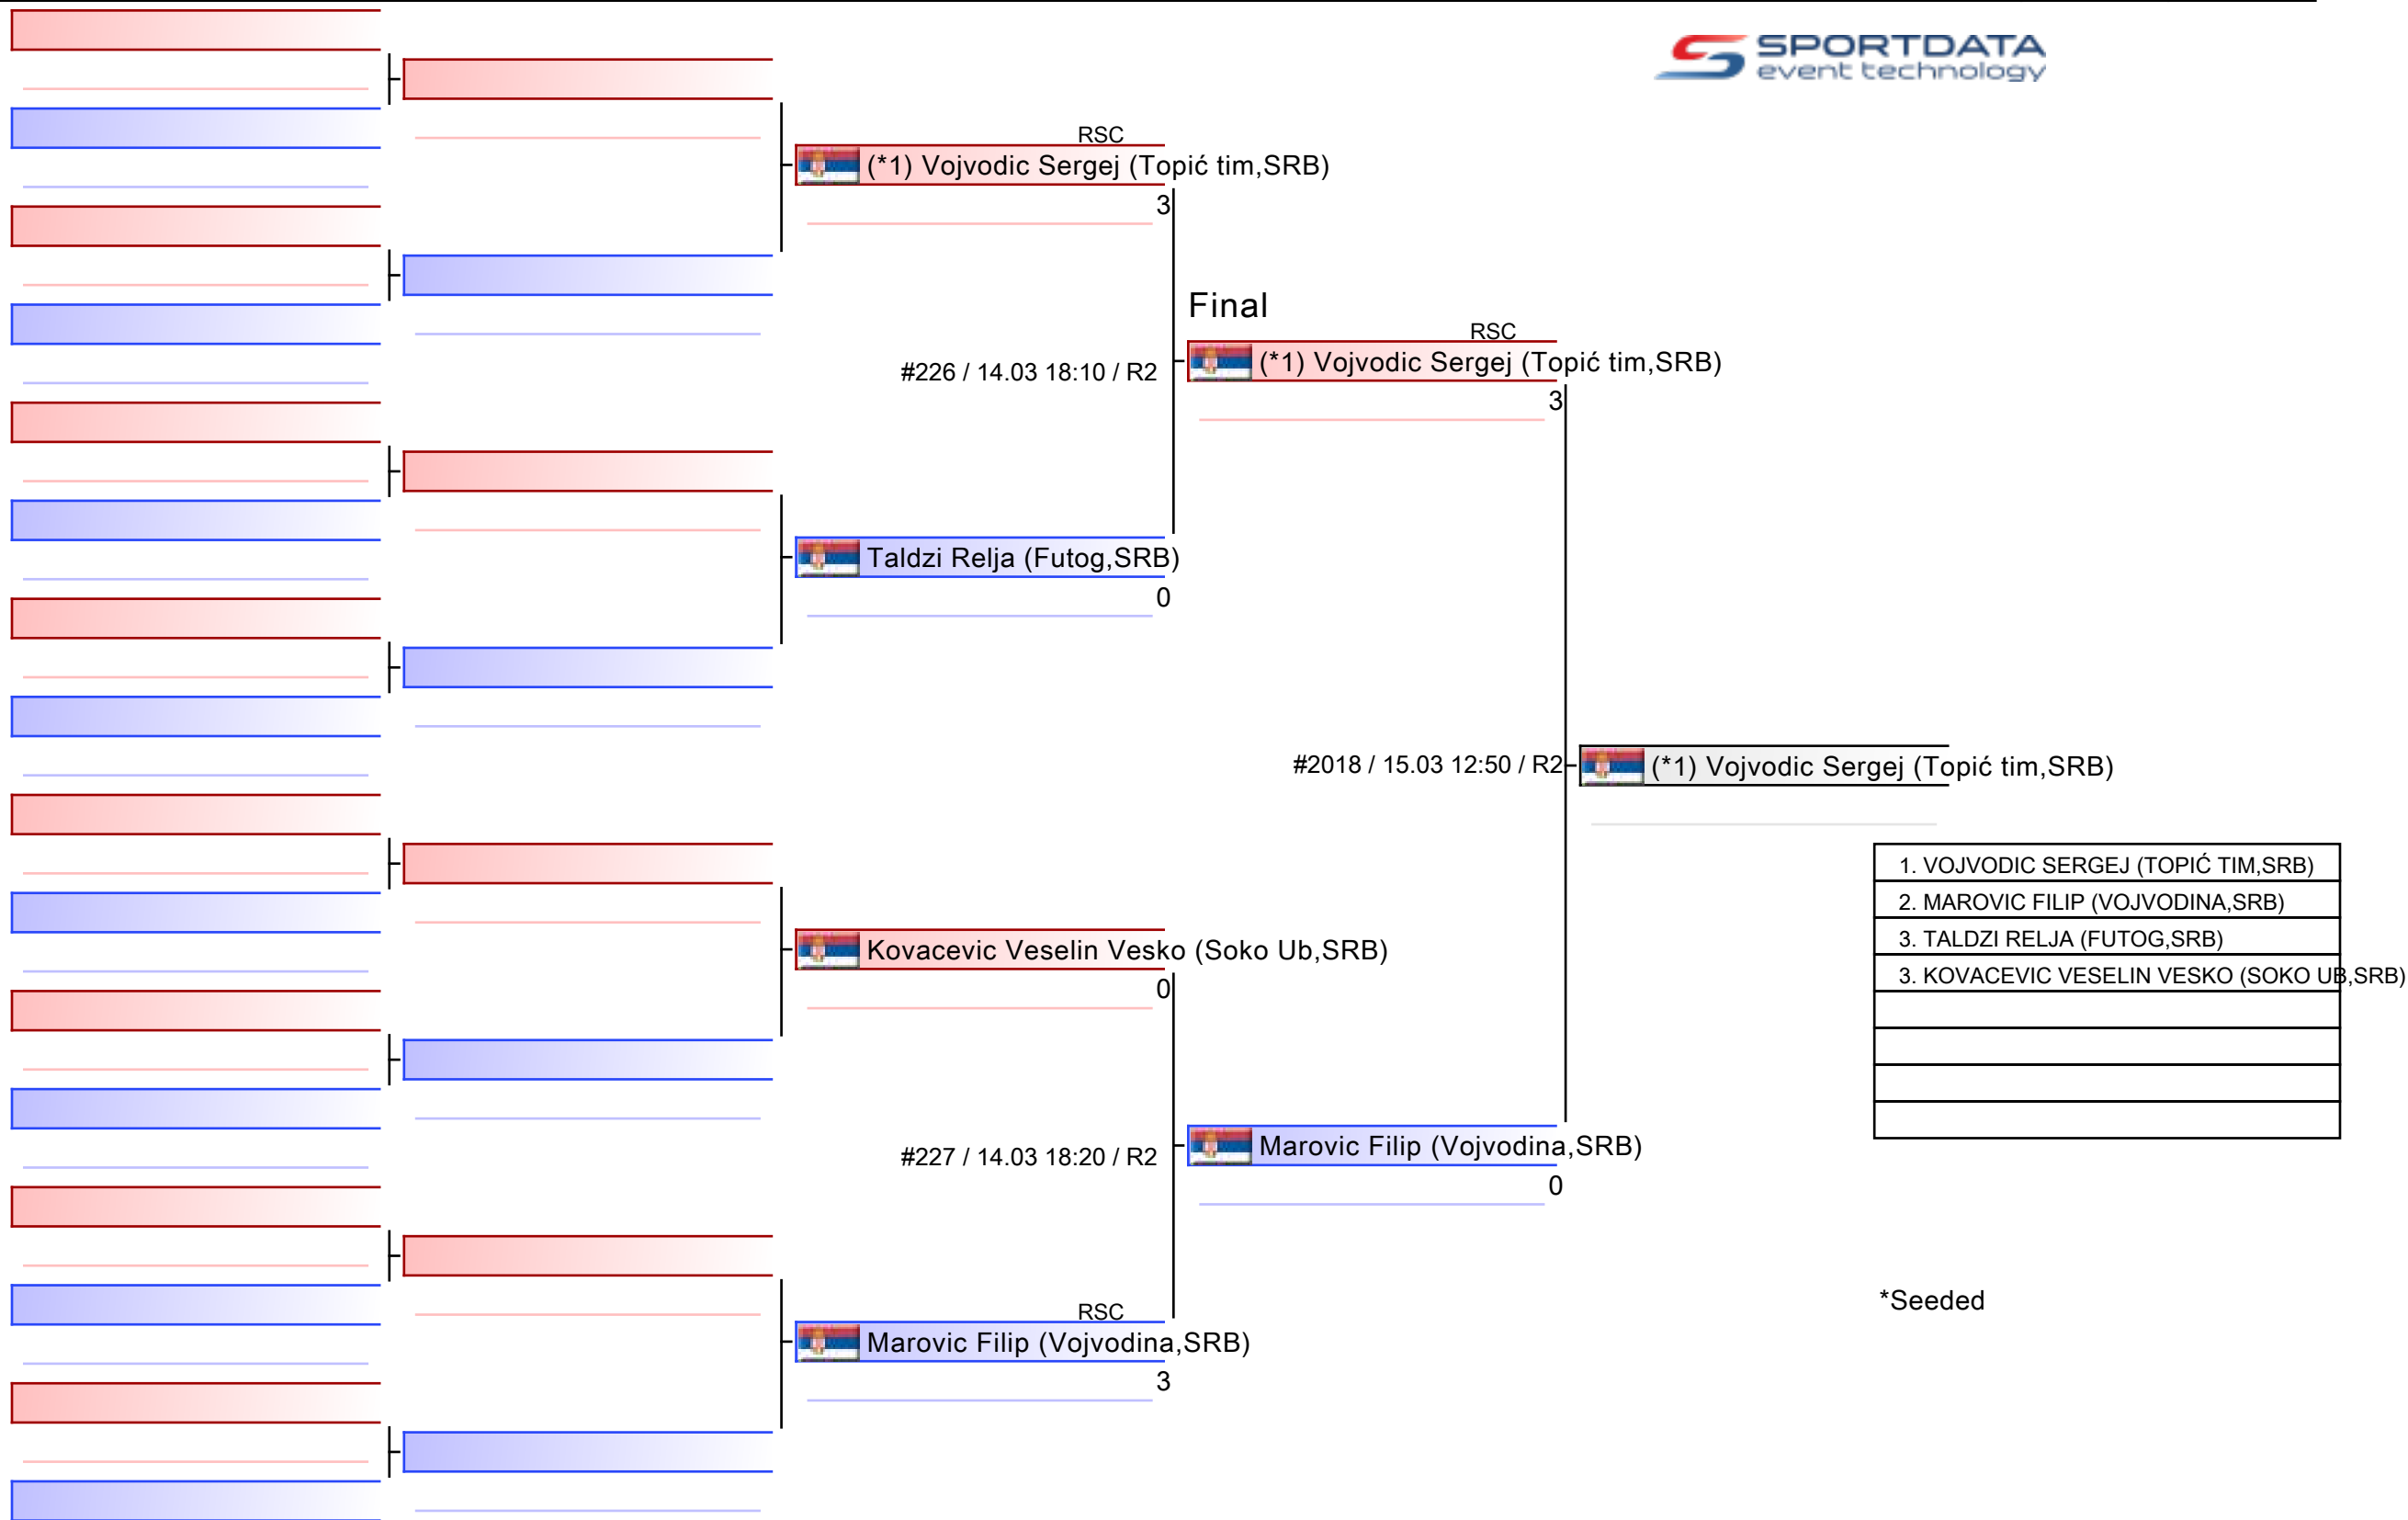 SPORTDATA
event technology
RSC
(*1) Vojvodic Sergej (Topić tim,SRB)
3
Final
RSC
#226 / 14.03 18:10 / R2
(*1) Vojvodic Sergej (Topić tim,SRB)
3
Taldzi Relja (Futog,SRB)
0
#2018 / 15.03 12:50 / R2
(*1) Vojvodic Sergej (Topić tim,SRB)
1. VOJVODIC SERGEJ (TOPIĆ TIM,SRB)
2. MAROVIC FILIP (VOJVODINA,SRB)
3. TALDZI RELJA (FUTOG,SRB)
3. KOVACEVIC VESELIN VESKO (SOKO UB,SRB)
Kovacevic Veselin Vesko (Soko Ub,SRB)
0
#227 / 14.03 18:20 / R2
Marovic Filip (Vojvodina,SRB)
0
RSC
Marovic Filip (Vojvodina,SRB)
3
*Seeded